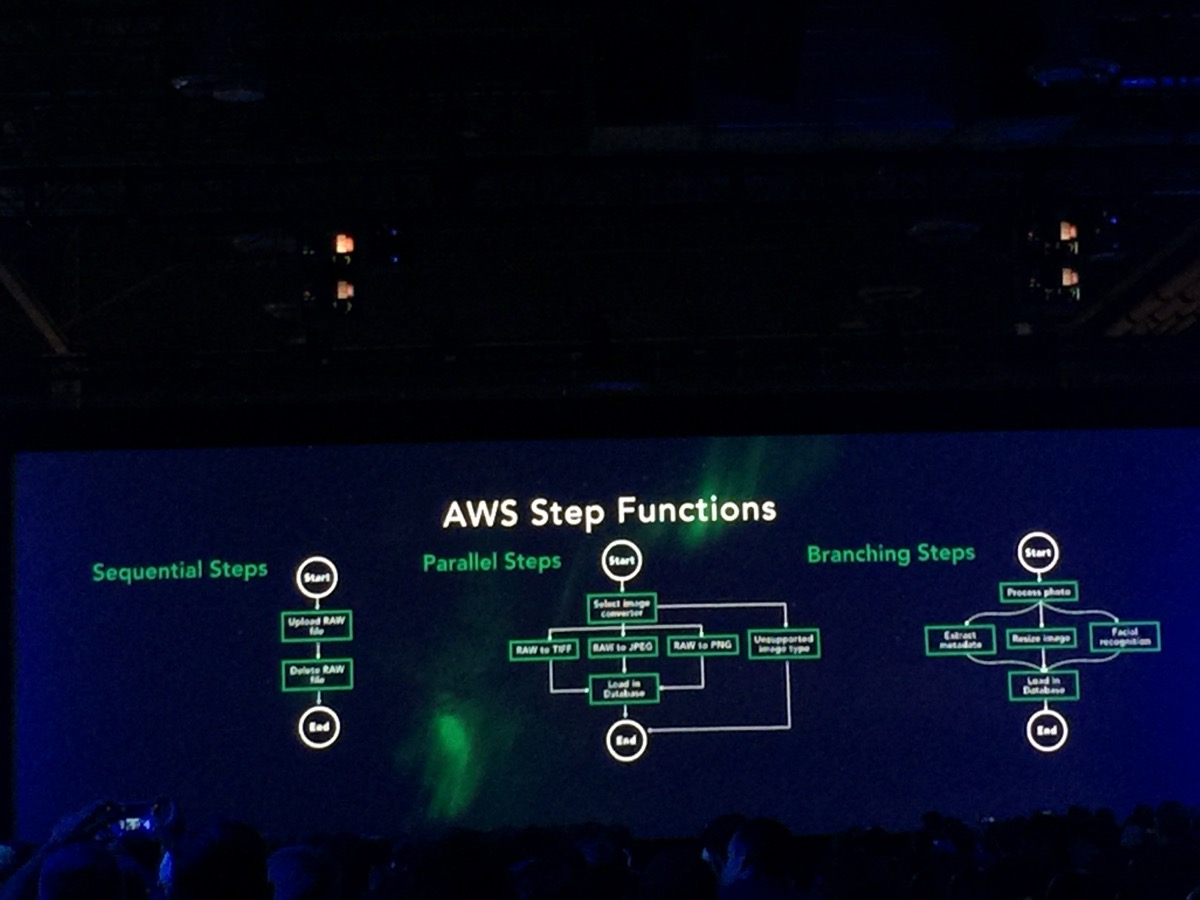 AWS Step Functions
Sequential Steps
Start
Upload RAW
file
Delete RAW
file
End
Parallel Steps
Start
Select image
converter
RAW to TIFF
RAW to JPEG
RAW to PNG
Unsupported
image type
Load in
Database
End
Branching Steps
Start
Process photo
Extract
metadata
Resize image
Facial
recognition
Load in
Database
End